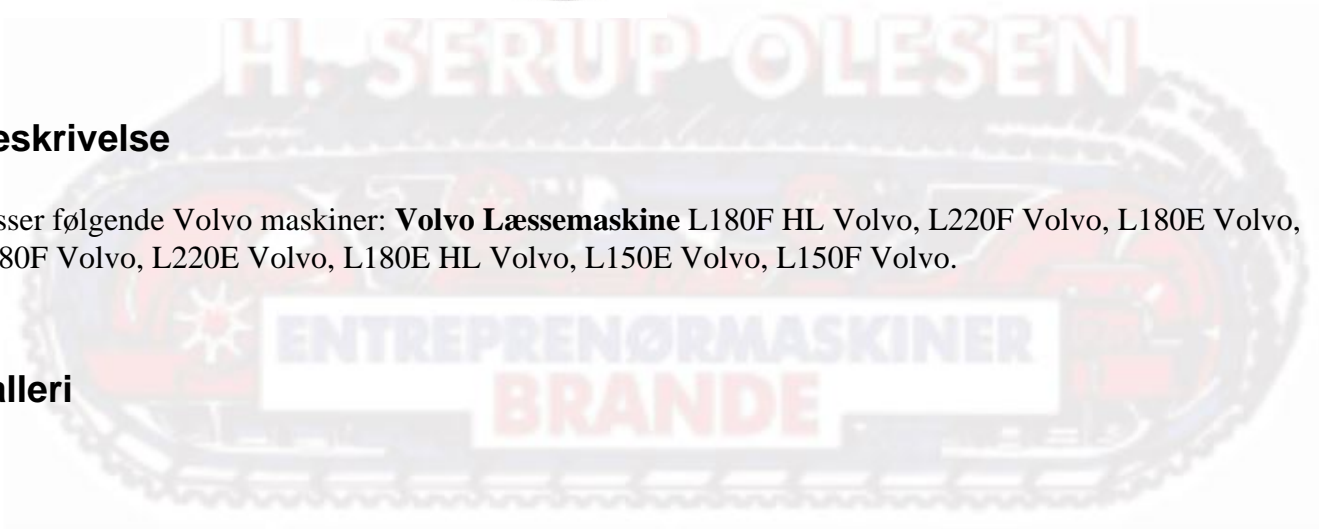 H. SERUP OLESEN
eskrivelse
sser følgende Volvo maskiner: Volvo Læssemaskine L180F HL Volvo, L220F Volvo, L180E Volvo,
80F Volvo, L220E Volvo, L180E HL Volvo, L150E Volvo, L150F Volvo.
ENTREPRENØRMASKINER
BRANDE
alleri